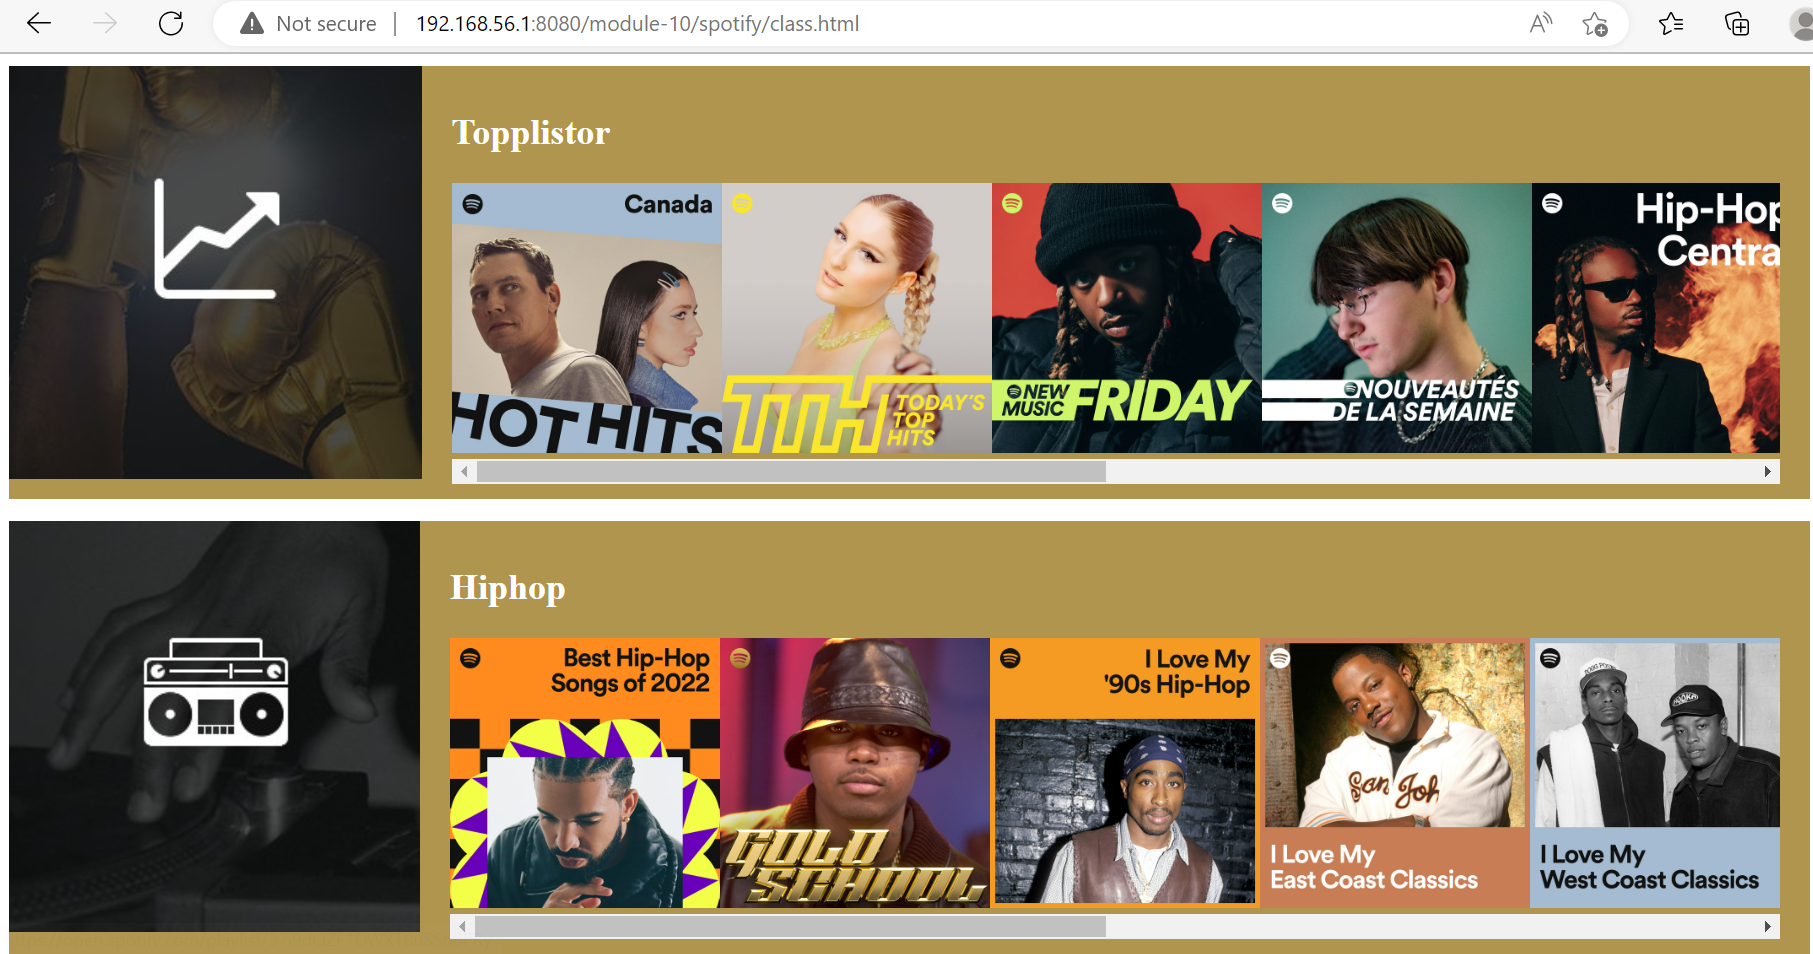 Not secure
192.168.56.1:8080/module-10/spotify/class.html
Topplistor
Canada
HOT HITS
TTH TODAY'S
TOP
HITS
NEW
MUSIC FRIDAY
NOUVEAUTÉS
DE LA SEMAINE
Hip-Hop
Centra
Hiphop
Best Hip-Hop
Songs of 2022
GOLD
SCHOOL
I Love My
'90s Hip-Hop
San Joh
I Love My
East Coast Classics
I Love My
West Coast Classics